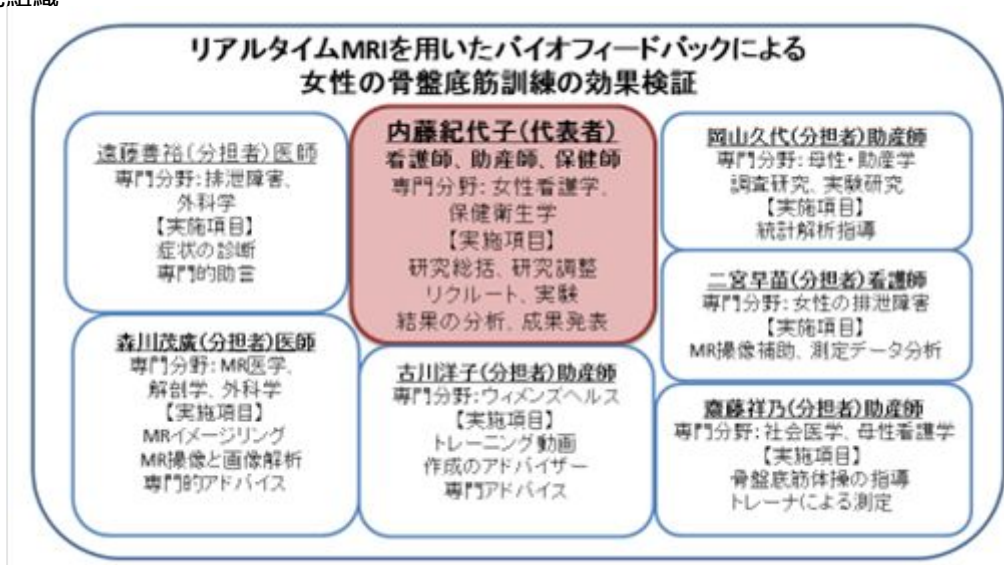 リアルタイムMRIを用いたバイオフィードバックによる
女性の骨盤底筋訓練の効果検証
遠藤善裕(分担者)医師
専門分野:排泄障害、
外科学
【実施項目】
症状の診断
専門的助言
内藤紀代子(代表者)
看護師、助産師、保健師
専門分野:女性看護学、
保健衛生学
【実施項目】
研究総括、研究調整
リクルート、実験
結果の分析、成果発表
岡山久代(分担者)助産師
専門分野:母性・助産学
調査研究、実験研究
【実施項目】
統計解析指導
二宮早苗(分担者)看護師
専門分野:女性の排泄障害
【実施項目】
MR撮像補助、測定データ分析
森川茂廣(分担者)医師
専門分野:MR医学、
解剖学、外科学
【実施項目】
MRイメージリング
MR撮像と画像解析
専門的アドバイス
古川洋子(分担者)助産師
専門分野:ウィメンズヘルス
【実施項目】
トレーニング動画
作成のアドバイザー
専門アドバイス
齋藤祥乃(分担者)助産師
専門分野:社会医学、母性看護学
【実施項目】
骨盤底筋体操の指導
トレーナによる測定